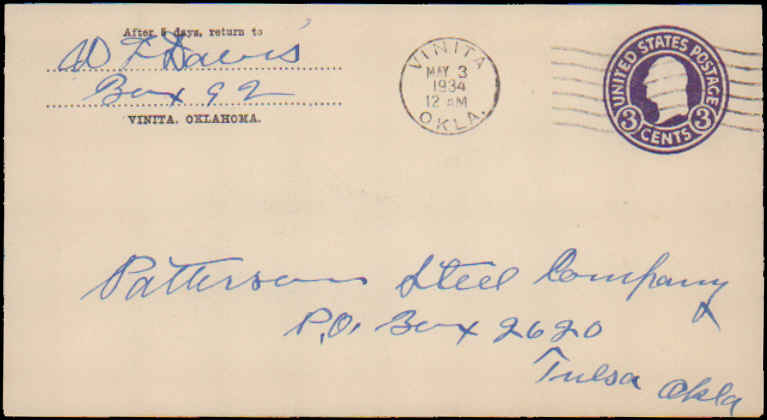 After 5 days, return to
W F Davis
Box 92
VINITA, OKLAHOMA.
VINITA
MAY 3
1934
12 AM
OKLA.
UNITED STATES POSTAGE
3 CENTS 3
Patterson Steel Company
P.O. Box 2620
Tulsa Okla